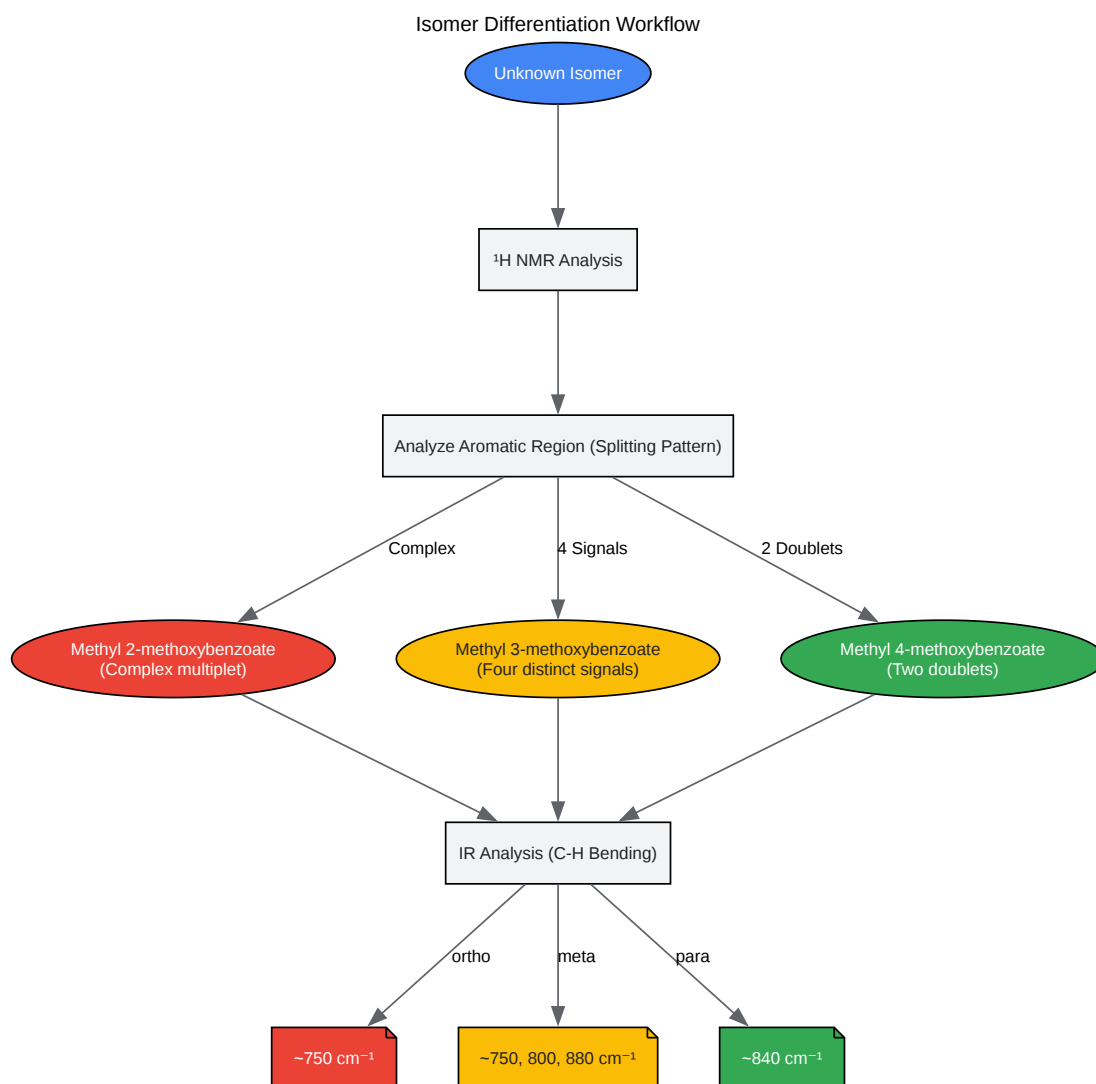 Isomer Differentiation Workflow
Unknown Isomer
¹H NMR Analysis
Analyze Aromatic Region (Splitting Pattern)
Complex
4 Signals
2 Doublets
Methyl 2-methoxybenzoate
(Complex multiplet)
Methyl 3-methoxybenzoate
(Four distinct signals)
Methyl 4-methoxybenzoate
(Two doublets)
IR Analysis (C-H Bending)
ortho
meta
para
~750 cm⁻¹
~750, 800, 880 cm⁻¹
~840 cm⁻¹